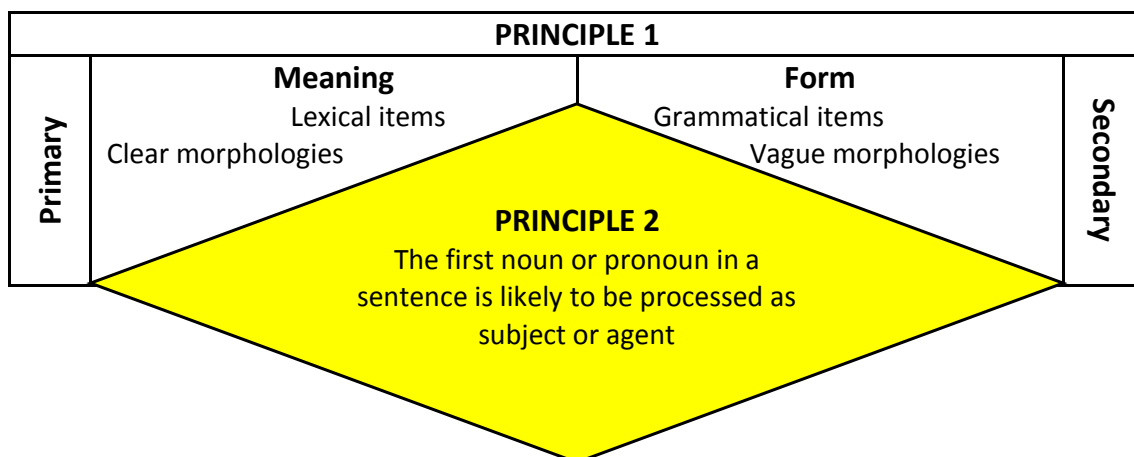 PRINCIPLE 1
Primary
Meaning
Lexical items
Clear morphologies
Form
Grammatical items
Vague morphologies
Secondary
PRINCIPLE 2
The first noun or pronoun in a
sentence is likely to be processed as
subject or agent